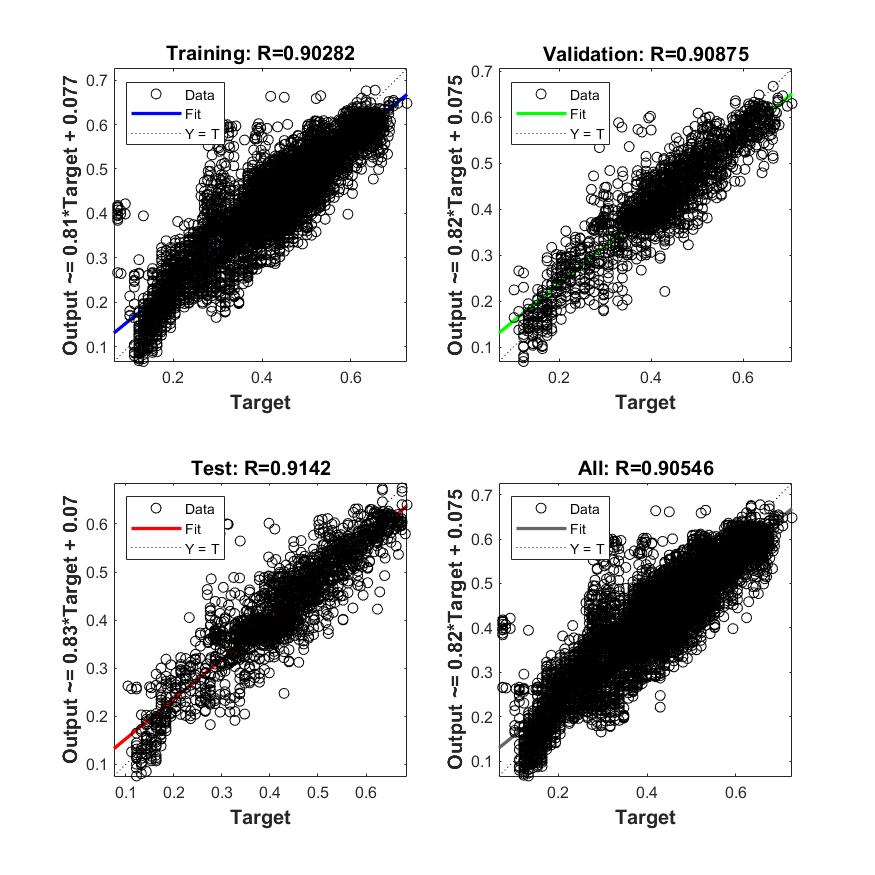 Training: R=0.90282
Output ~= 0.81*Target + 0.077
0.7
0.6
0.5
0.4
0.3
0.2
0.1
Data
Fit
Y = T
0.2 0.4 0.6
Target
Validation: R=0.90875
Output ~= 0.82*Target + 0.075
0.7
0.6
0.5
0.4
0.3
0.2
0.1
Data
Fit
Y = T
0.2 0.4 0.6
Target
Test: R=0.9142
Output ~= 0.83*Target + 0.07
0.6
0.5
0.4
0.3
0.2
0.1
Data
Fit
Y = T
0.1 0.2 0.3 0.4 0.5 0.6
Target
All: R=0.90546
Output ~= 0.82*Target + 0.075
0.7
0.6
0.5
0.4
0.3
0.2
0.1
Data
Fit
Y = T
0.2 0.4 0.6
Target